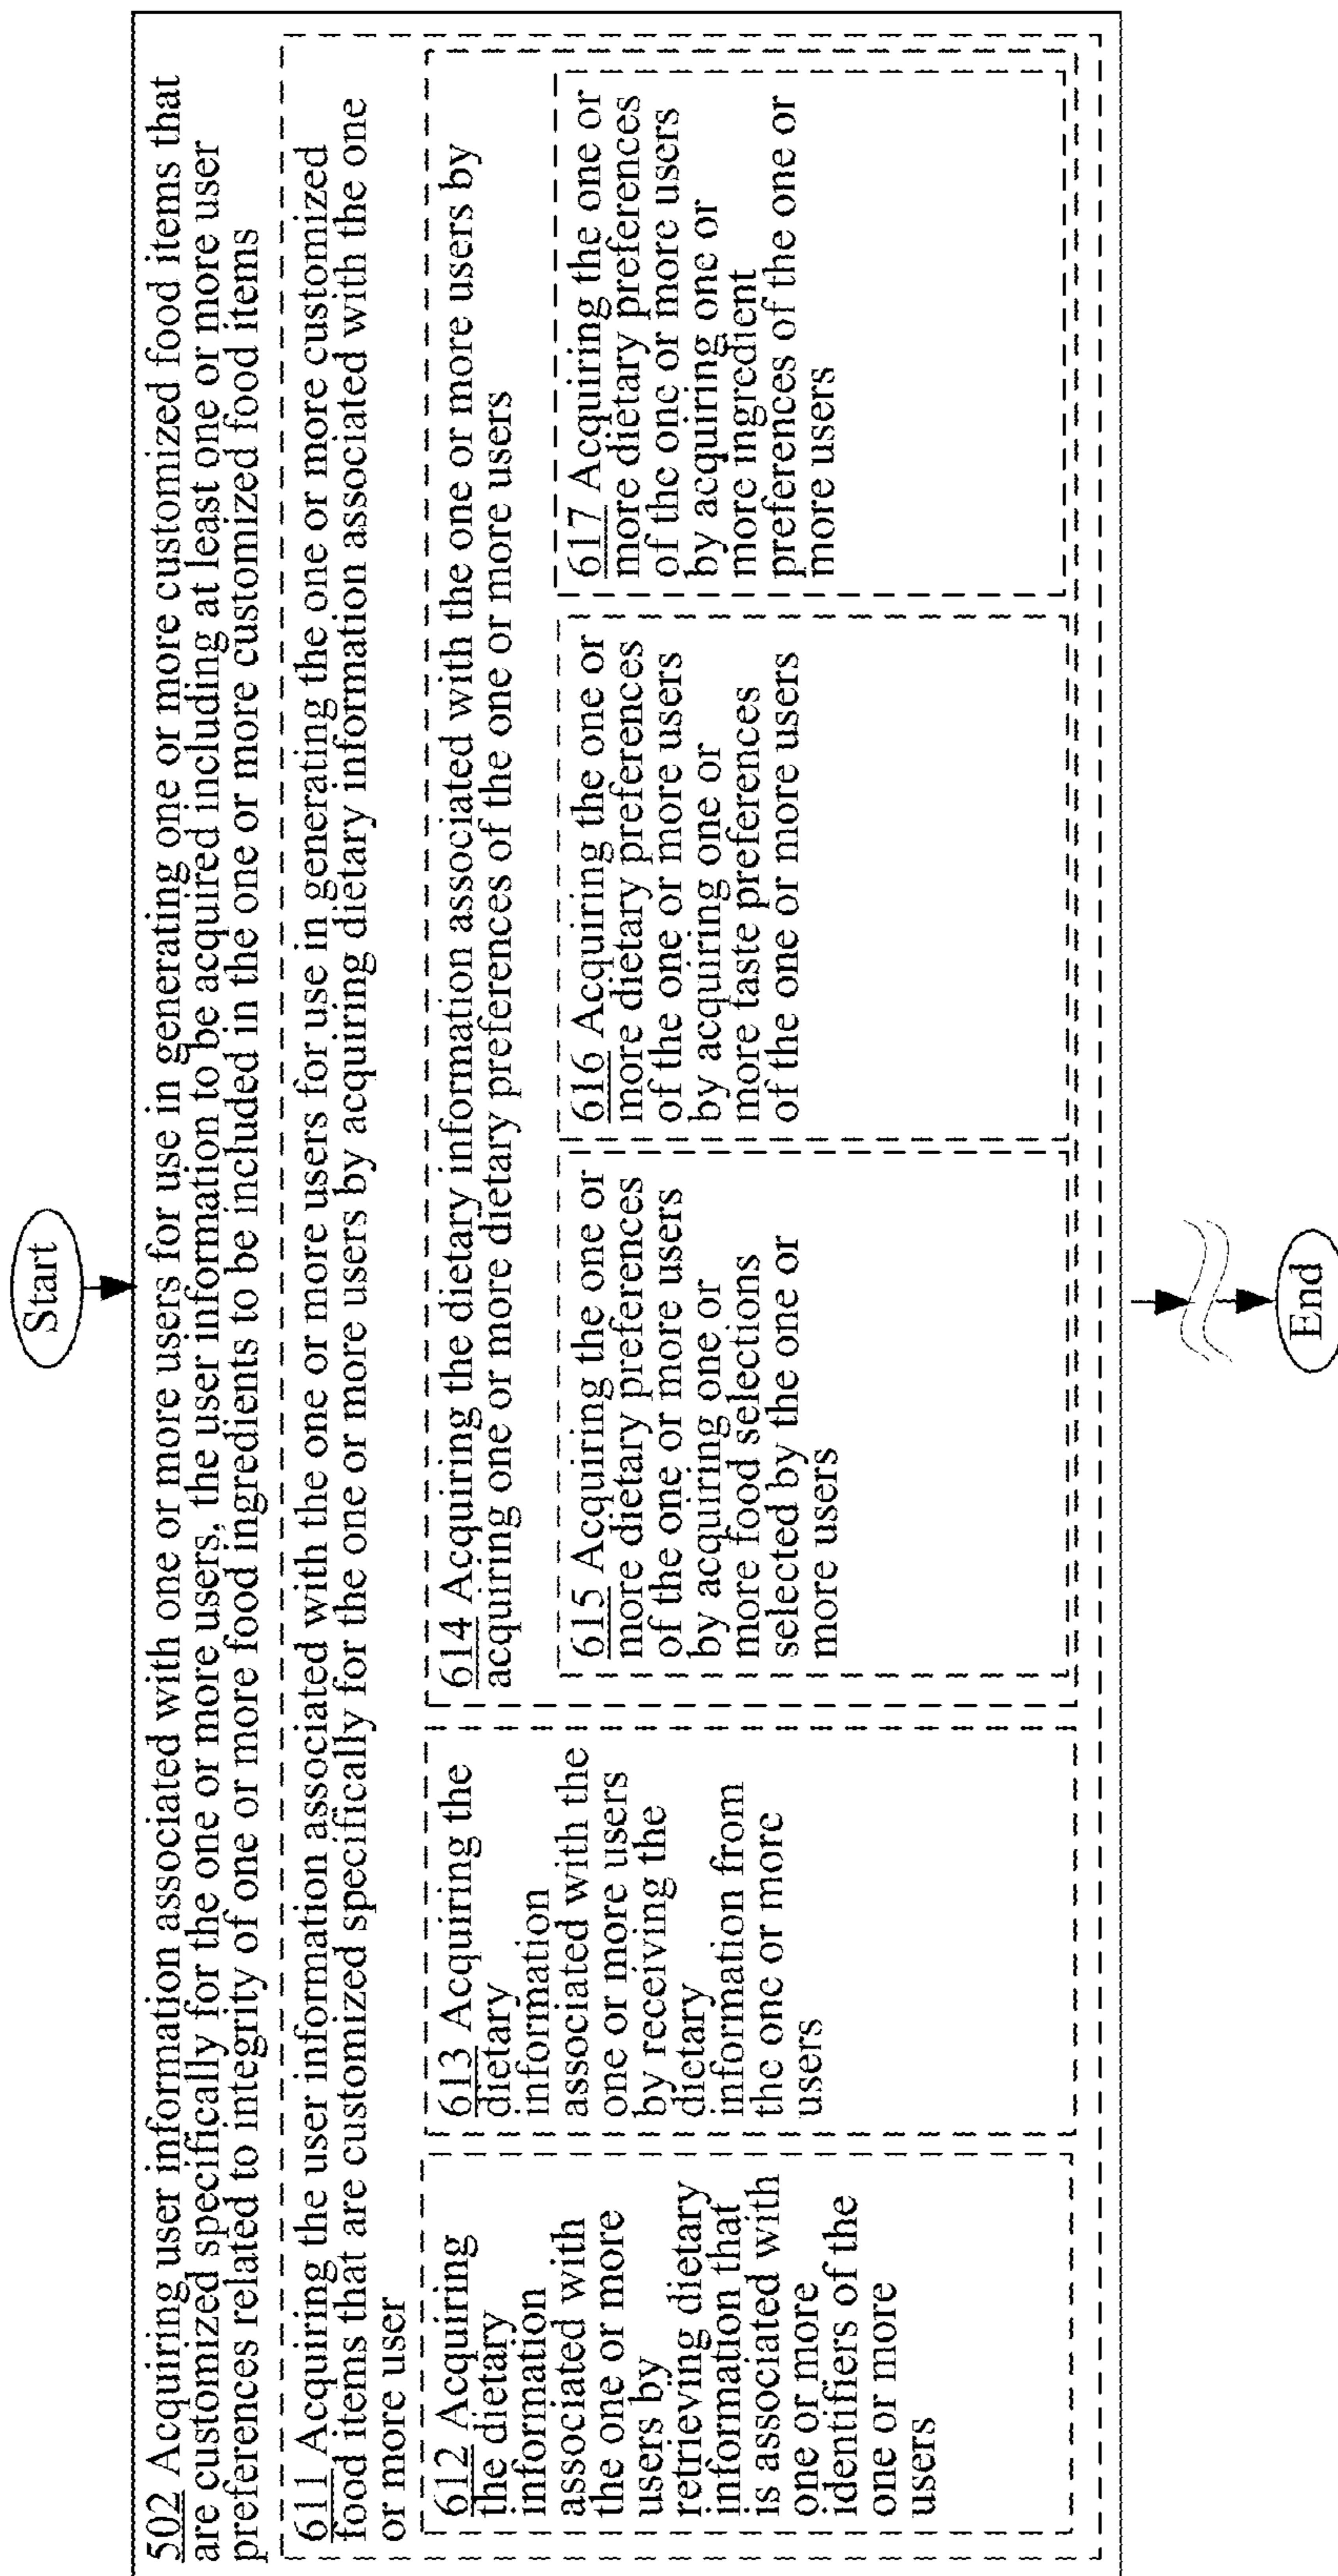 Start
502 Acquiring user information associated with one or more users for use in generating one or more customized food items that
are customized specifically for the one or more users, the user information to be acquired including at least one or more user
preferences related to integrity of one or more food ingredients to be included in the one or more customized food items
611 Acquiring the user information associated with the one or more users for use in generating the one or more customized
food items that are customized specifically for the one or more users by acquiring dietary information associated with the one
or more user
612 Acquiring
the dietary
information
associated with
the one or more
users by
retrieving dietary
information that
is associated with
one or more
identifiers of the
one or more
users
613 Acquiring the
dietary
information
associated with the
one or more users
by receiving the
dietary
information from
the one or more
users
614 Acquiring the dietary information associated with the one or more users by
acquiring one or more dietary preferences of the one or more users
615 Acquiring the one or
more dietary preferences
of the one or more users
by acquiring one or
more food selections
selected by the one or
more users
616 Acquiring the one or
more dietary preferences
of the one or more users
by acquiring one or
more taste preferences
of the one or more users
617 Acquiring the one or
more dietary preferences
of the one or more users
by acquiring one or
more ingredient
preferences of the one or
more users
End